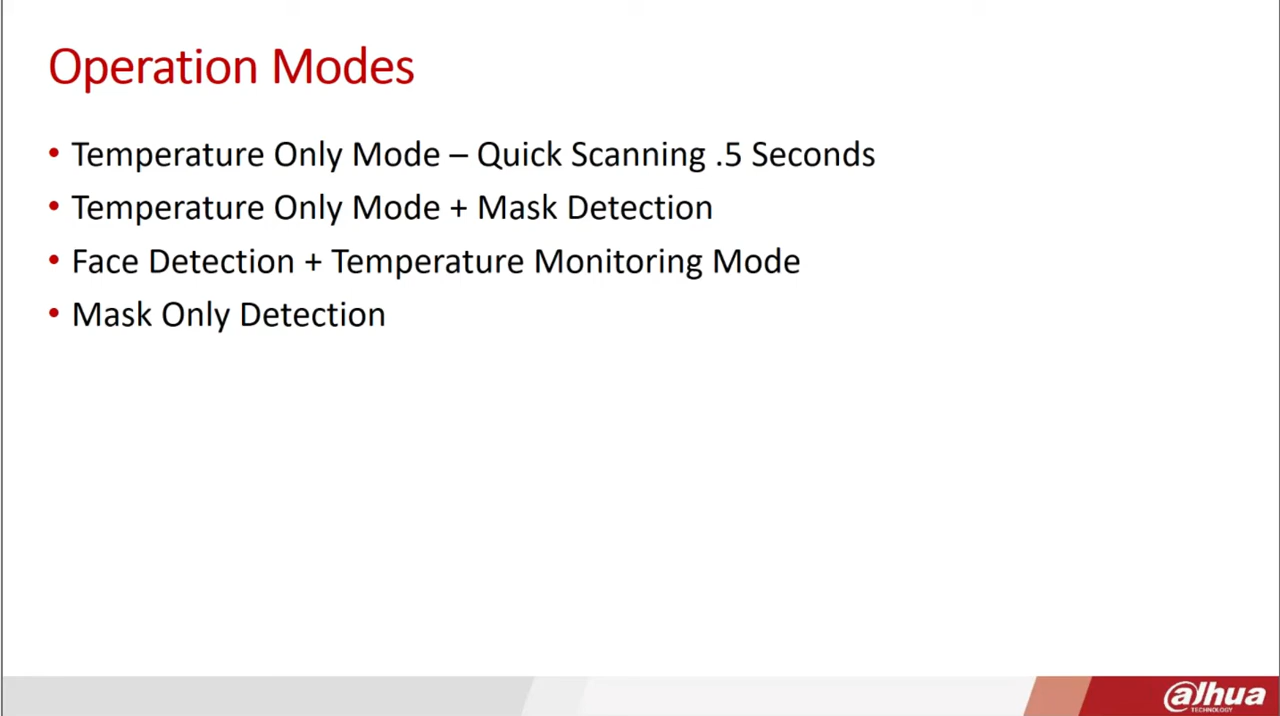 Operation Modes
• Temperature Only Mode – Quick Scanning .5 Seconds
• Temperature Only Mode + Mask Detection
• Face Detection + Temperature Monitoring Mode
• Mask Only Detection
alhua
TECHNOLOGY